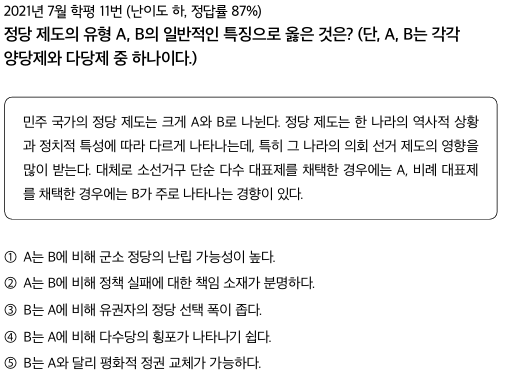 2021년 7월 학평 11번 (난이도 하, 정답률 87%)
정당 제도의 유형 A, B의 일반적인 특징으로 옳은 것은? (단, A, B는 각각
양당제와 다당제 중 하나이다.)
민주 국가의 정당 제도는 크게 A와 B로 나뉜다. 정당 제도는 한 나라의 역사적 상황
과 정치적 특성에 따라 다르게 나타나는데, 특히 그 나라의 의회 선거 제도의 영향을
많이 받는다. 대체로 소선거구 단순 다수 대표제를 채택한 경우에는 A, 비례 대표제
를 채택한 경우에는 B가 주로 나타나는 경향이 있다.
① A는 B에 비해 군소 정당의 난립 가능성이 높다.
② A는 B에 비해 정책 실패에 대한 책임 소재가 분명하다.
③ B는 A에 비해 유권자의 정당 선택 폭이 좁다.
④ B는 A에 비해 다수당의 횡포가 나타나기 쉽다.
⑤ B는 A와 달리 평화적 정권 교체가 가능하다.